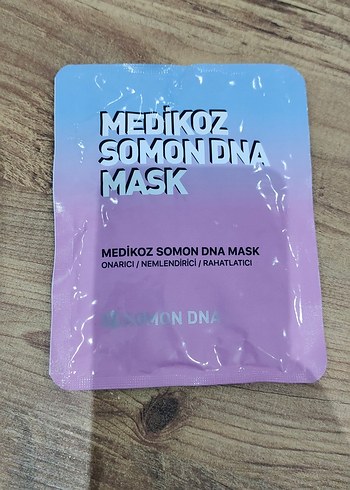 MEDİKOZ
SOMON DNA
MASK
MEDİKOZ SOMON DNA MASK
ONARICI / NEMLENDİRİCİ / RAHATLATICI
SOMON DNA